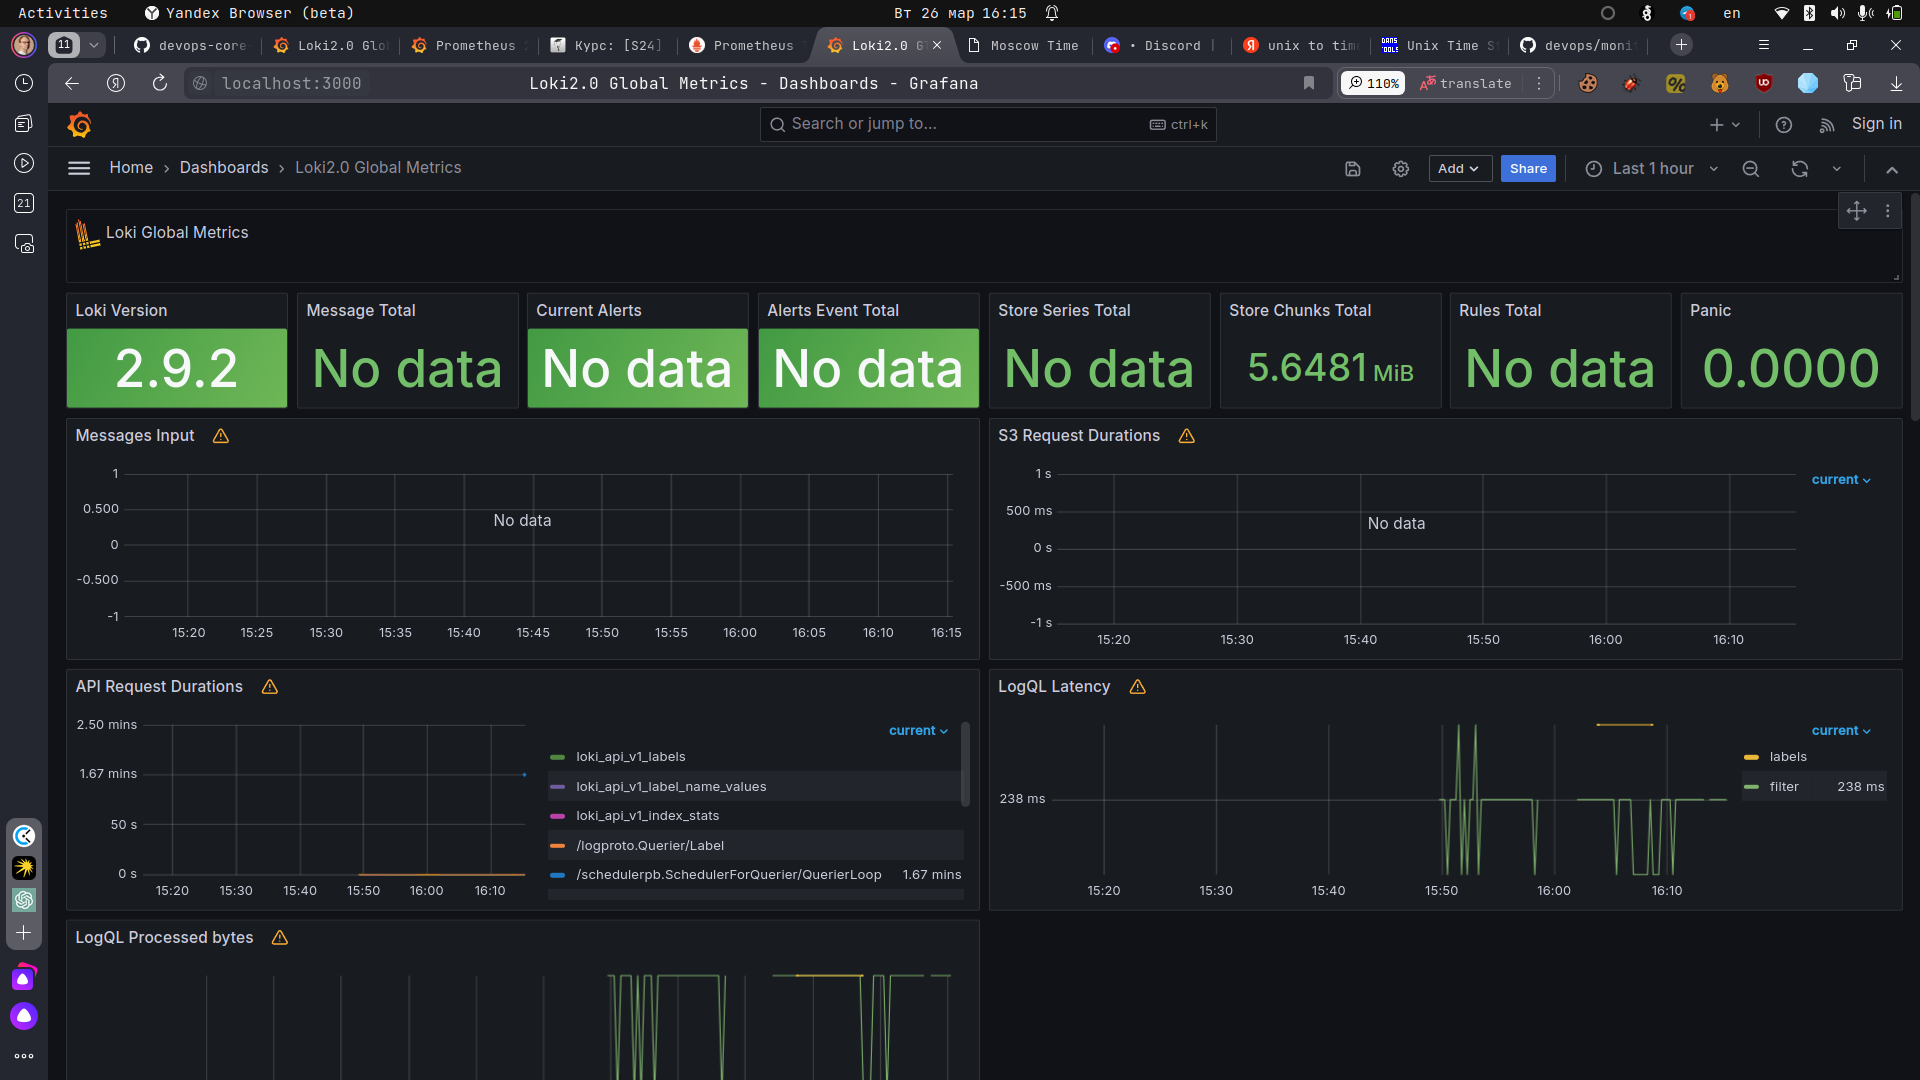 Activities
Yandex Browser (beta)
Вт 26 мар 16:15
en
11
devops-core
Loki2.0 Glo
Prometheus
Курс: [S24]
Prometheus
Loki2.0 G
Moscow Time
• Discord |
unix to tim
Unix Time S
devops/moni
localhost:3000
Loki2.0 Global Metrics - Dashboards - Grafana
110%
translate
21
Search or jump to...
ctrl+k
Sign in
Home › Dashboards › Loki2.0 Global Metrics
Add
Share
Last 1 hour
Loki Global Metrics
Loki Version
2.9.2
Message Total
No data
Current Alerts
No data
Alerts Event Total
No data
Store Series Total
No data
Store Chunks Total
5.6481 MiB
Rules Total
No data
Panic
0.0000
Messages Input
1
0.500
0
-0.500
-1
No data
15:20 15:25 15:30 15:35 15:40 15:45 15:50 15:55 16:00 16:05 16:10 16:15
S3 Request Durations
1 s
500 ms
0 s
-500 ms
-1 s
No data
current
15:20 15:30 15:40 15:50 16:00 16:10
API Request Durations
2.50 mins
1.67 mins
50 s
0 s
15:20 15:30 15:40 15:50 16:00 16:10
current
loki_api_v1_labels
loki_api_v1_label_name_values
loki_api_v1_index_stats
/logproto.Querier/Label
/schedulerpb.SchedulerForQuerier/QuerierLoop 1.67 mins
LogQL Latency
238 ms
15:20 15:30 15:40 15:50 16:00 16:10
current
labels
filter 238 ms
LogQL Processed bytes